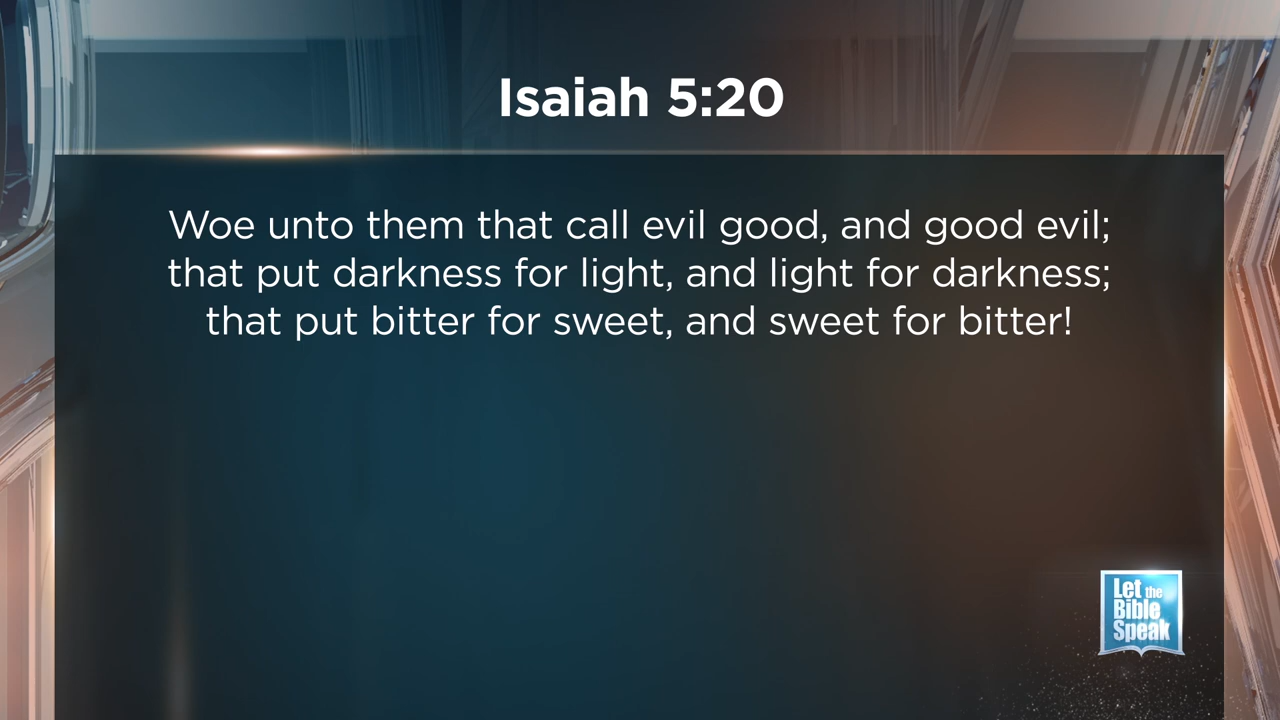 Isaiah 5:20
Woe unto them that call evil good, and good evil;
that put darkness for light, and light for darkness;
that put bitter for sweet, and sweet for bitter!
Let the
Bible
Speak